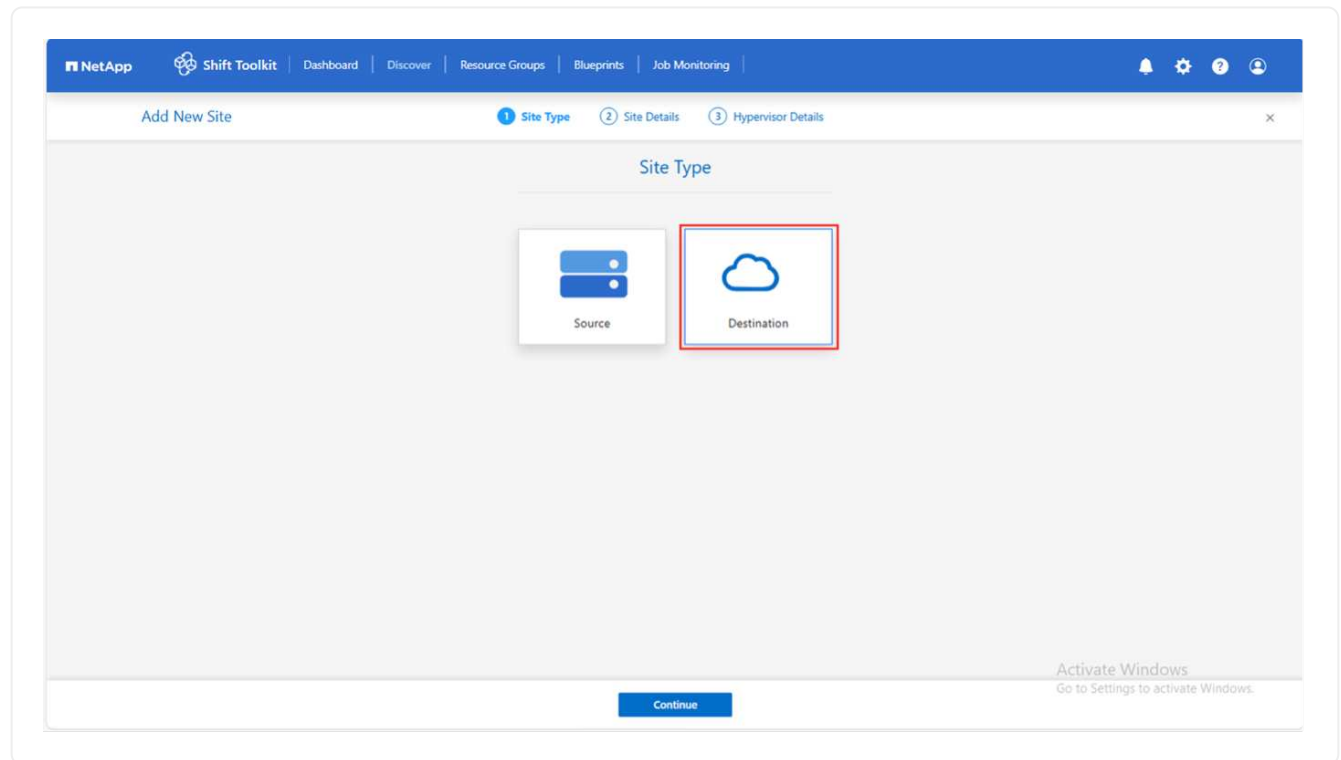 NetApp Shift Toolkit Dashboard Discover Resource Groups Blueprints Job Monitoring ?
Add New Site 1 Site Type 2 Site Details 3 Hypervisor Details ×
Site Type
Source Destination
Activate Windows
Go to Settings to activate Windows.
Continue